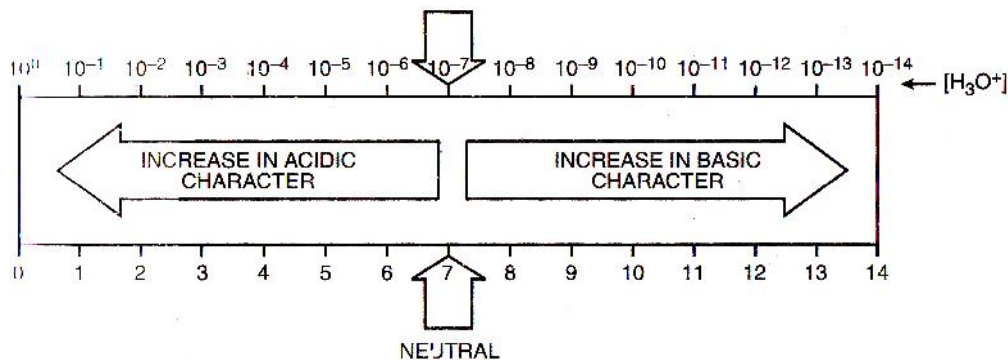 10⁰ 10⁻¹ 10⁻² 10⁻³ 10⁻⁴ 10⁻⁵ 10⁻⁶ 10⁻⁷ 10⁻⁸ 10⁻⁹ 10⁻¹⁰ 10⁻¹¹ 10⁻¹² 10⁻¹³ 10⁻¹⁴ ← [H₃O⁺]
INCREASE IN ACIDIC
CHARACTER
INCREASE IN BASIC
CHARACTER
0 1 2 3 4 5 6 7 8 9 10 11 12 13 14
NEUTRAL